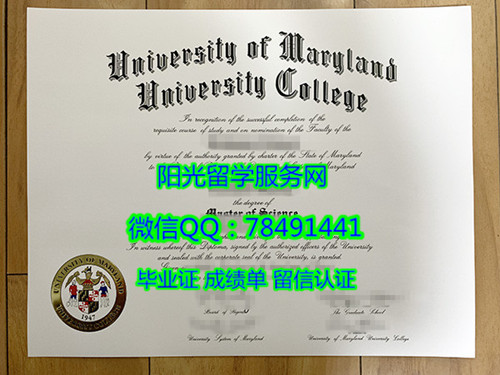 University of Maryland
University College
In recognition of the successful completion of the
requisite course of study and on nomination of the Faculty of the
by virtue of the authority granted by charter of the State of Maryland
阳光留学服务网
the degree of
Master of Science
微信QQ：78491441
In witness whereof this Diploma, signed by the authorized officers of the University
and sealed with the corporate seal of the University, is granted
毕业证 成绩单 留信认证
UNIVERSITY OF MARYLAND
1947
Board of Regents
The Graduate School
University System of Maryland
University of Maryland University College